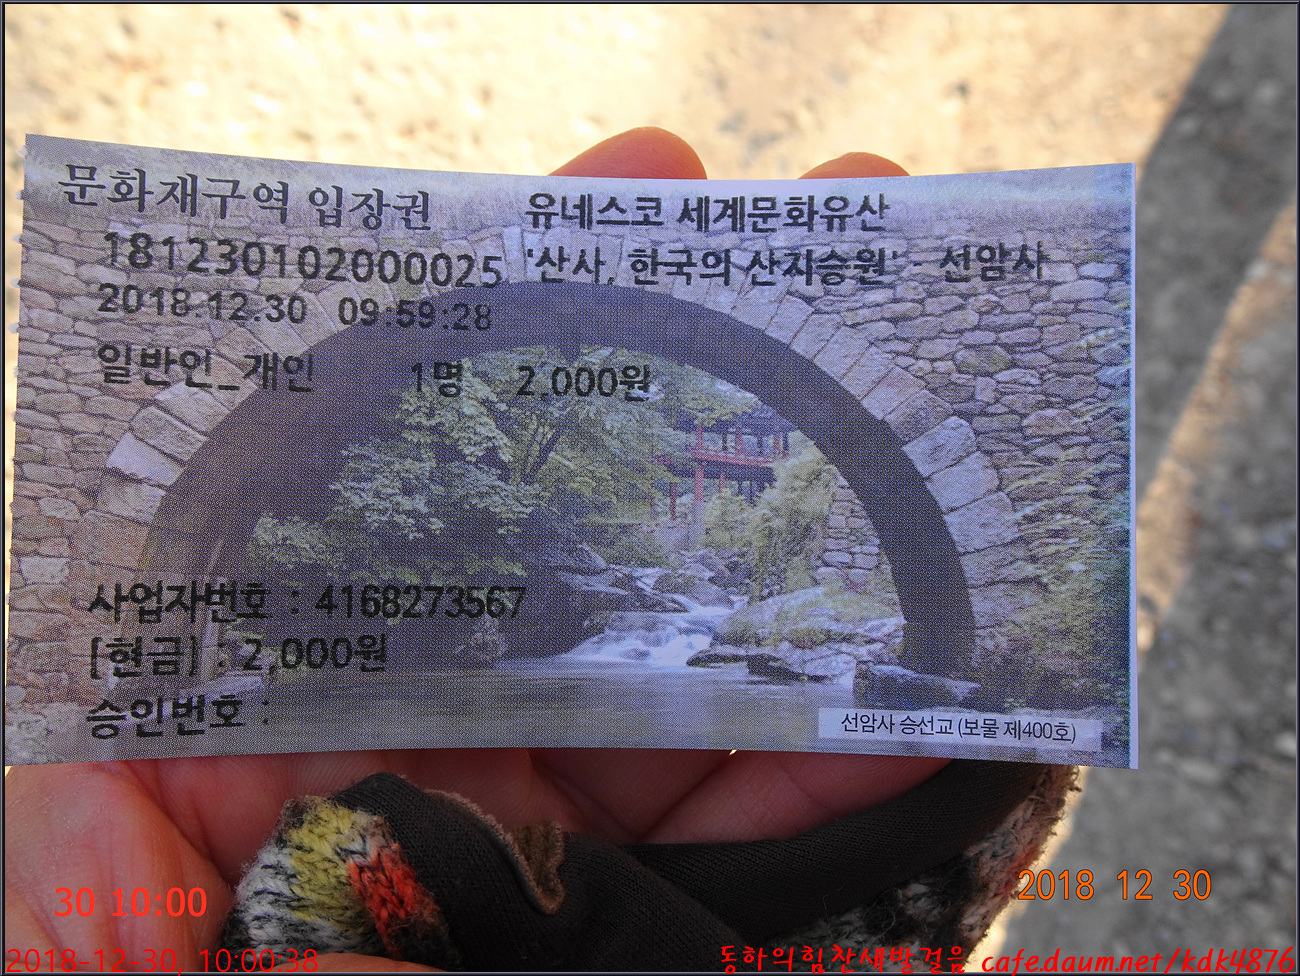 문화재구역 입장권
유네스코 세계문화유산
181230102000025
'산사, 한국의 산지승원' - 선암사
2018.12.30 09:59:28
일반인_개인 1명 2,000원
사업자번호 : 4168273567
[현금] : 2,000원
승인번호 :
선암사 승선교 (보물 제400호)
30 10:00
2018 12 30
2018-12-30, 10:00:38
동하의힘찬새발걸음 cafe.daum.net/kdk4876